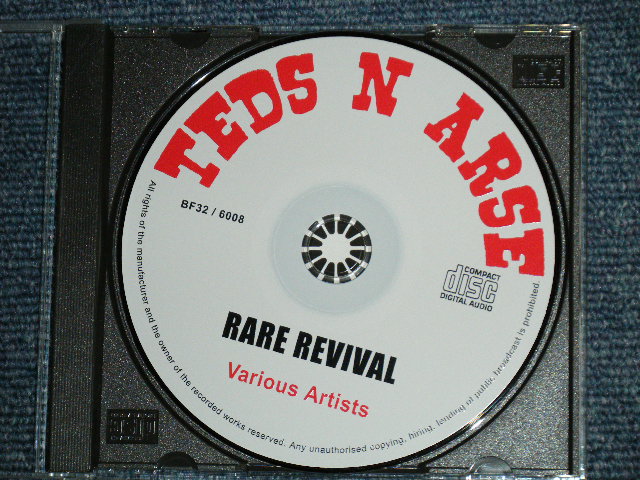 TEDS N ARSE
BF32 / 6008
COMPACT
disc
DIGITAL AUDIO
RARE REVIVAL
Various Artists
All rights of the manufacturer and the owner of the recorded works reserved. Any unauthorised copying, hiring, lending or public broadcast is prohibited.